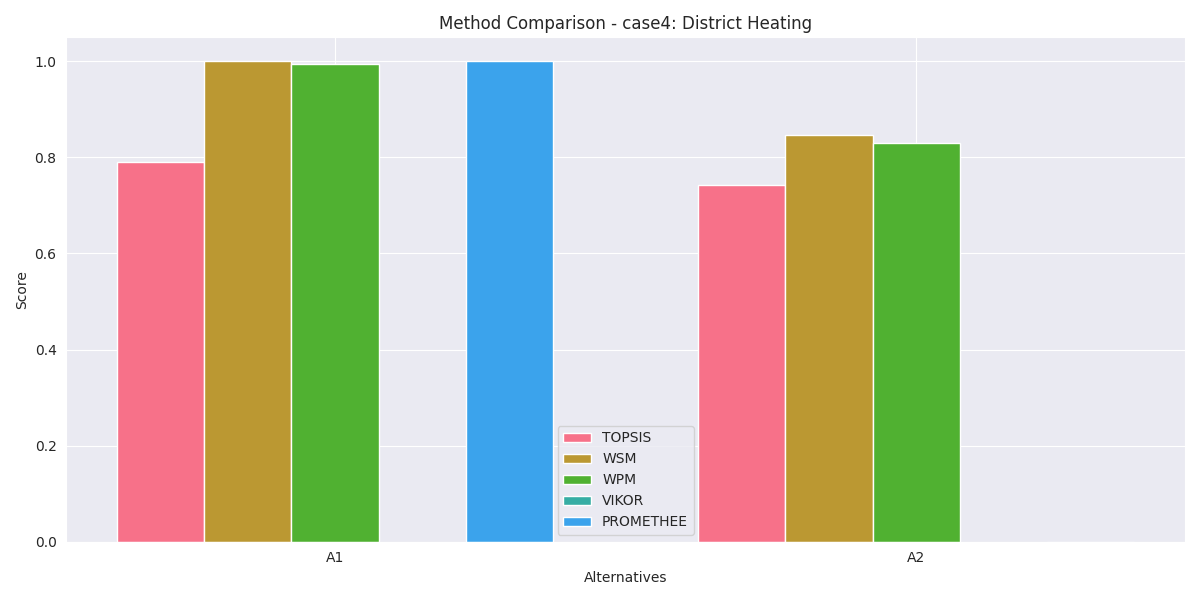 Method Comparison - case4: District Heating
Score
1.0
0.8
0.6
0.4
0.2
0.0
TOPSIS
WSM
WPM
VIKOR
PROMETHEE
A1
A2
Alternatives